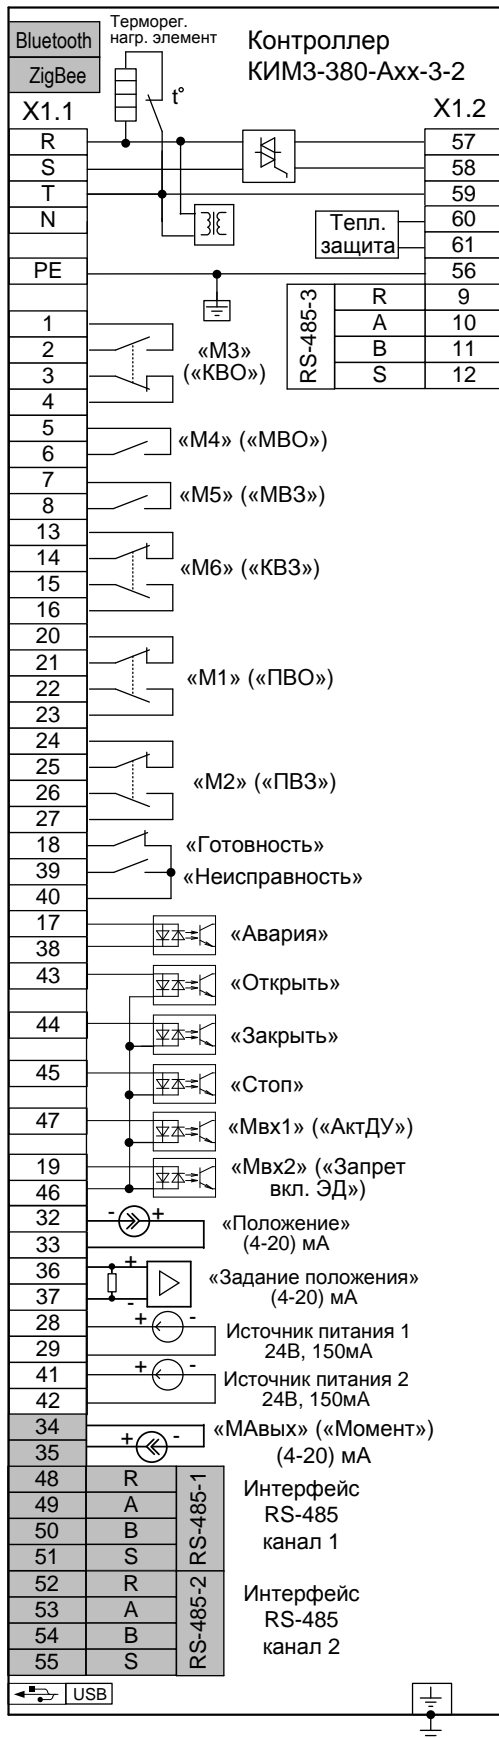 Bluetooth
ZigBee
Терморег.
нагр. элемент
t°
Контроллер
КИМ3-380-Ахх-3-2
X1.1
X1.2
R
57
S
58
T
59
N
Тепл.
защита
60
61
PE
56
RS-485-3
R
9
A
10
B
11
S
12
1
2
3
4
«М3»
(«КВО»)
5
6
«М4» («МВО»)
7
8
«М5» («МВЗ»)
13
14
15
16
«М6» («КВЗ»)
20
21
22
23
«М1» («ПВО»)
24
25
26
27
«М2» («ПВЗ»)
18
«Готовность»
39
«Неисправность»
40
17
38
«Авария»
43
«Открыть»
44
«Закрыть»
45
«Стоп»
47
«Мвх1» («АктДУ»)
19
46
«Мвх2» («Запрет
вкл. ЭД»)
32
33
- +
«Положение»
(4-20) мА
36
37
+
-
«Задание положения»
(4-20) мА
28
29
+ -
Источник питания 1
24В, 150мА
41
42
+ -
Источник питания 2
24В, 150мА
34
35
+ -
«МАвых» («Момент»)
(4-20) мА
48
R
49
A
50
B
51
S
RS-485-1
Интерфейс
RS-485
канал 1
52
R
53
A
54
B
55
S
RS-485-2
Интерфейс
RS-485
канал 2
USB